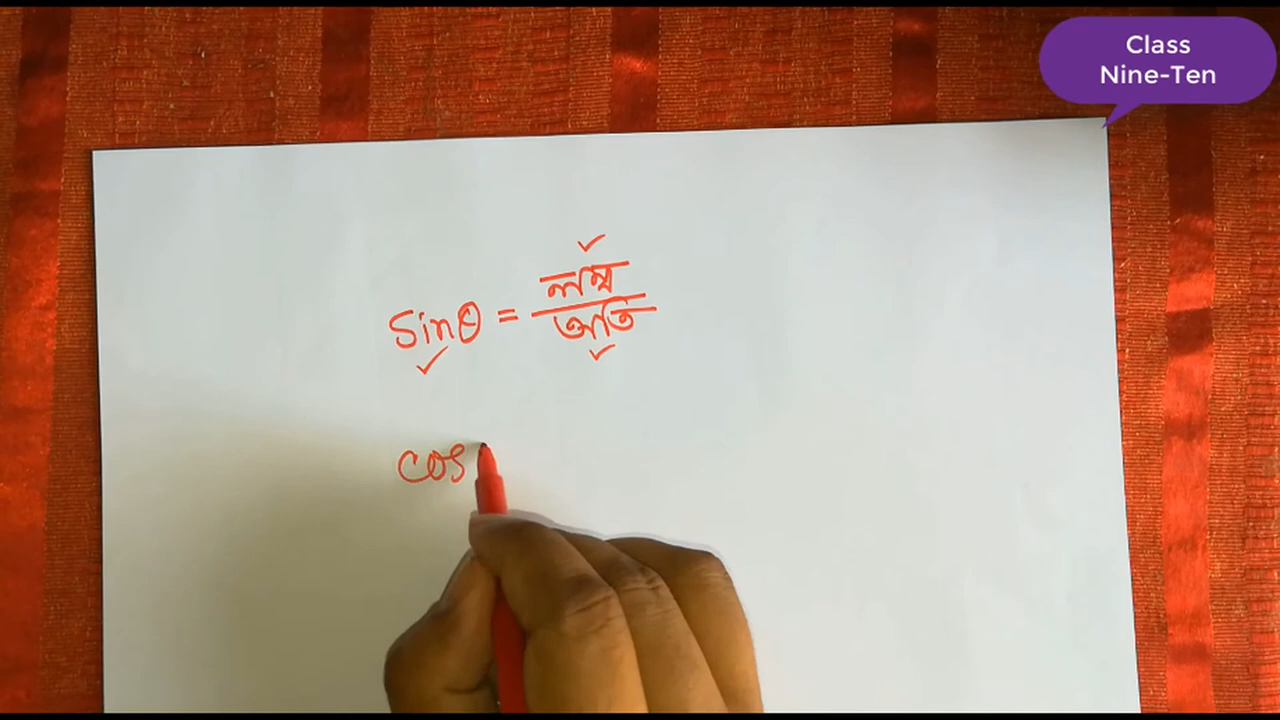 Class
Nine-Ten
sinθ = লম্ব / অতি
cos